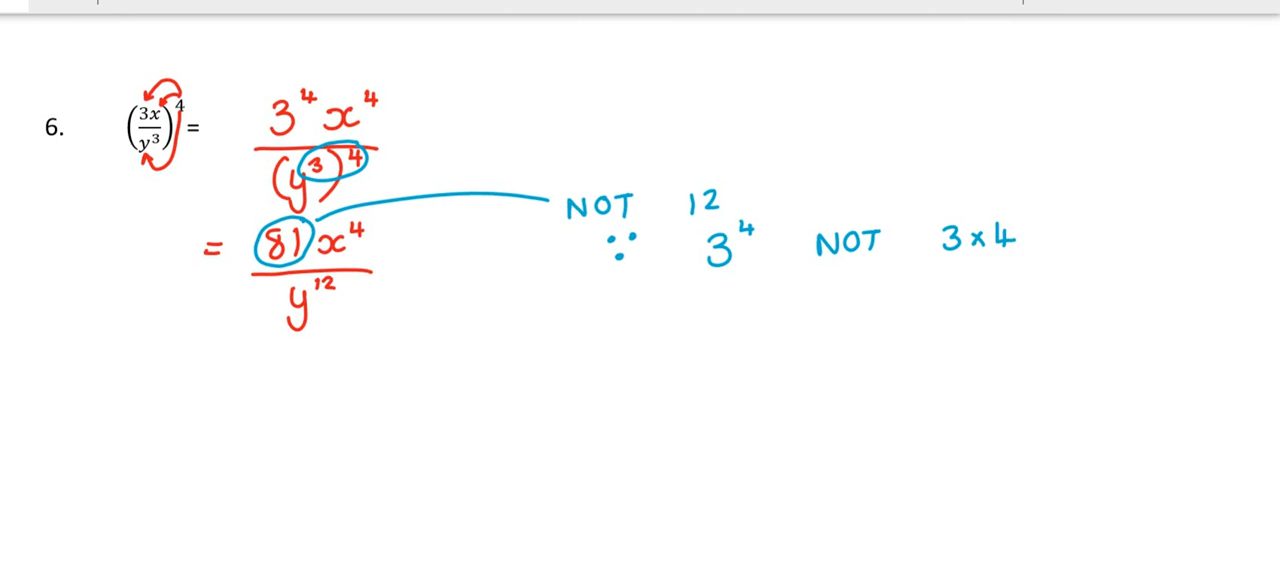 6. (3x/y³)⁴ = 3⁴x⁴/(y³)⁴
= 81x⁴/y¹² NOT 12
∵ 3⁴ NOT 3×4